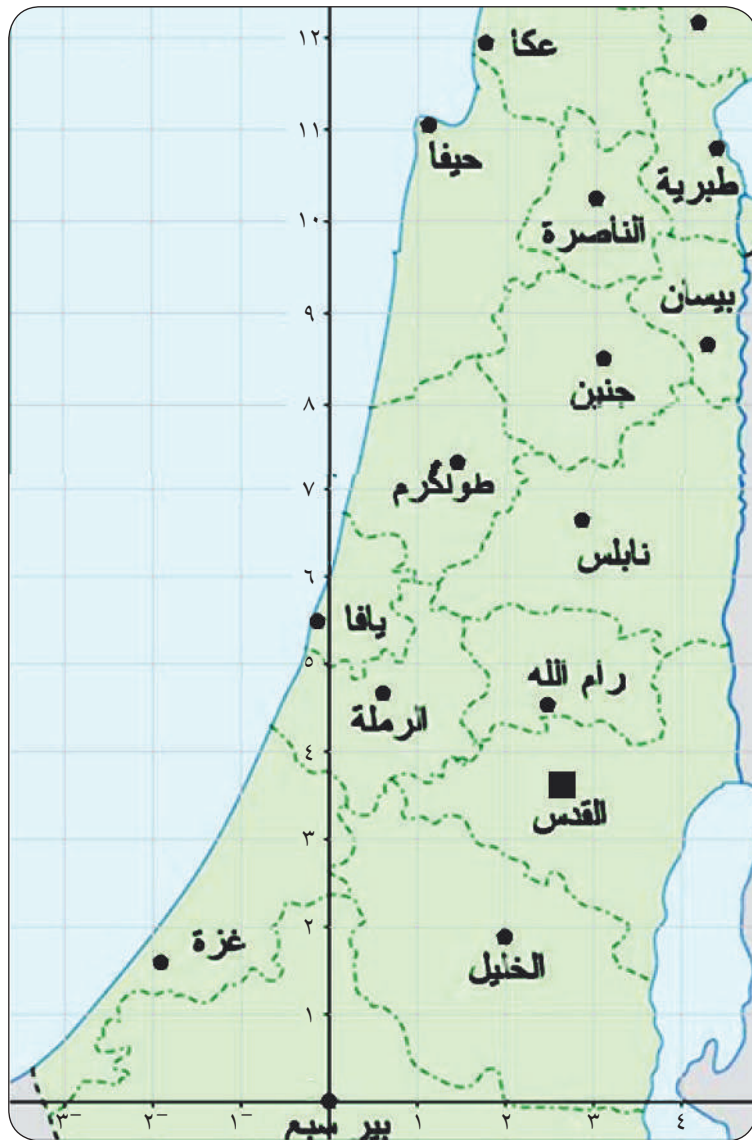 ١٢
عكا
١١
حيفا
طبرية
١٠
الناصرة
٩
بيسان
جنين
٨
طولكرم
٧
نابلس
٦
يافا
٥
رام الله
الرملة
٤
القدس
٣
٢
غزة
الخليل
١
٣-
٢-
١-
١
٢
٣
٤
بير سبع